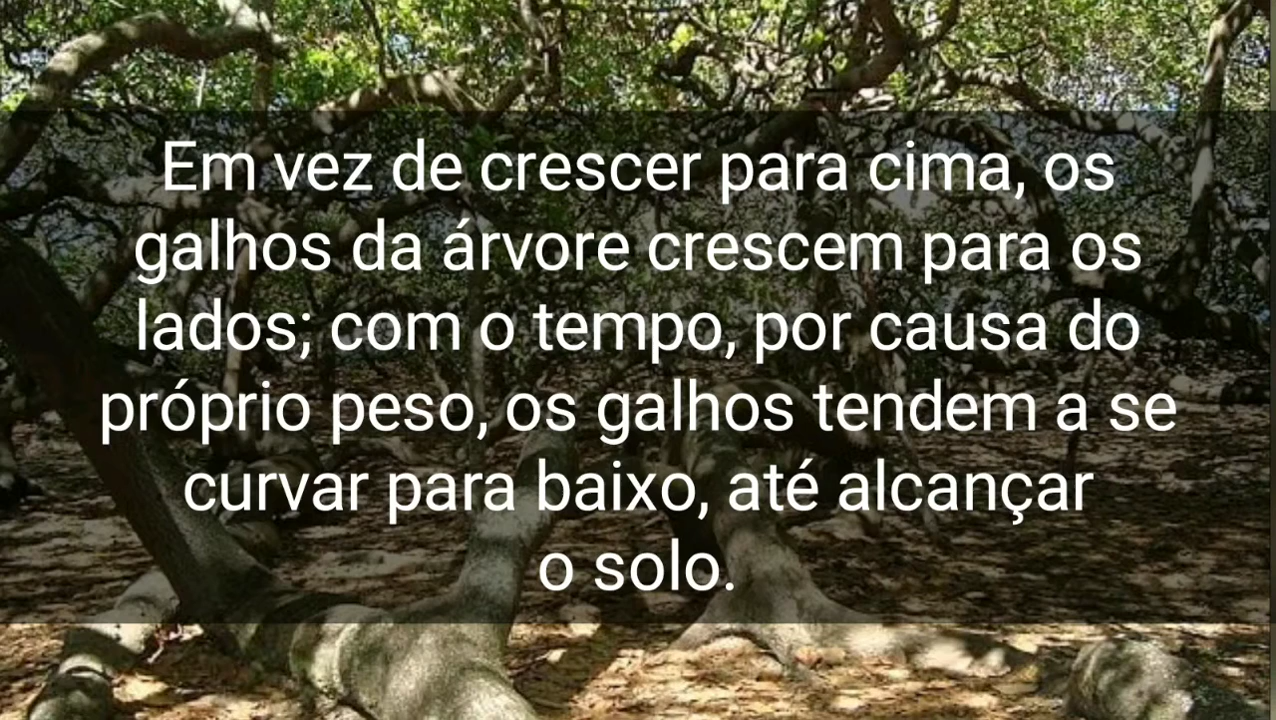 Em vez de crescer para cima, os
galhos da árvore crescem para os
lados; com o tempo, por causa do
próprio peso, os galhos tendem a se
curvar para baixo, até alcançar
o solo.